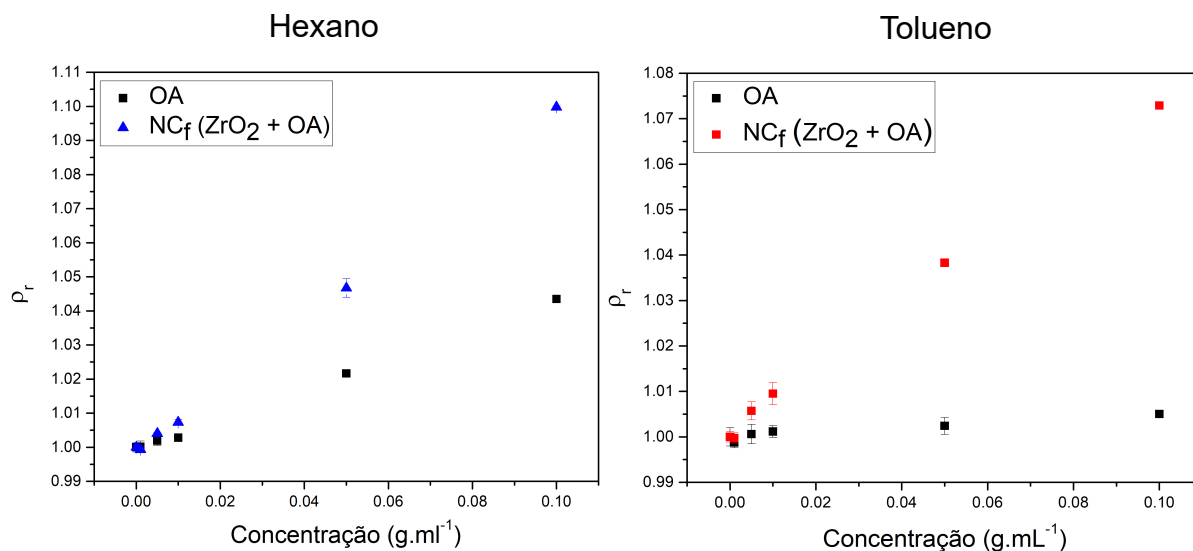 Hexano
OA
NCf (ZrO2 + OA)
1.11
1.10
1.09
1.08
1.07
1.06
1.05
1.04
1.03
1.02
1.01
1.00
0.99
ρr
0.00 0.02 0.04 0.06 0.08 0.10
Concentração (g.ml-1)
Tolueno
OA
NCf (ZrO2 + OA)
1.08
1.07
1.06
1.05
1.04
1.03
1.02
1.01
1.00
0.99
ρr
0.00 0.02 0.04 0.06 0.08 0.10
Concentração (g.mL-1)